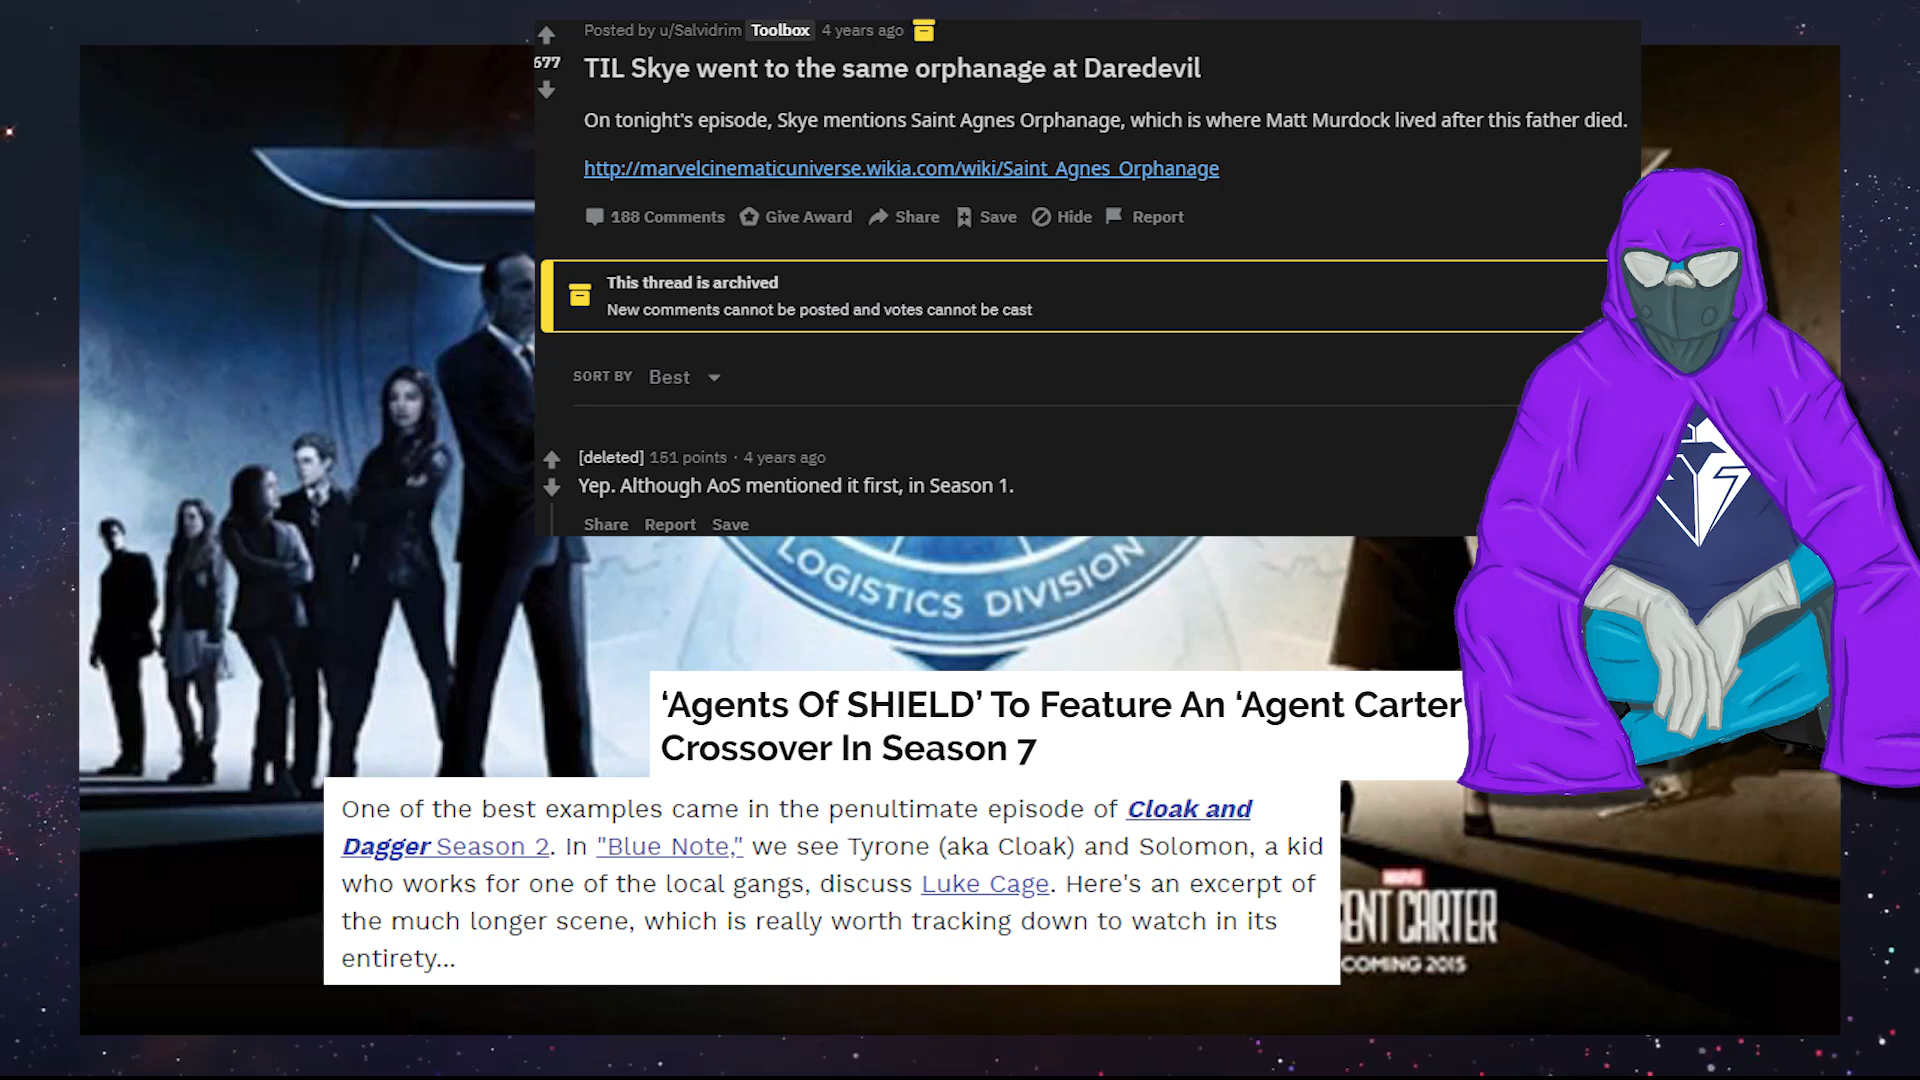 Posted by u/Salvidrim Toolbox 4 years ago
677
TIL Skye went to the same orphanage at Daredevil
On tonight's episode, Skye mentions Saint Agnes Orphanage, which is where Matt Murdock lived after this father died.
http://marvelcinematicuniverse.wikia.com/wiki/Saint_Agnes_Orphanage
188 Comments Give Award Share Save Hide Report
This thread is archived
New comments cannot be posted and votes cannot be cast
SORT BY Best
[deleted] 151 points · 4 years ago
Yep. Although AoS mentioned it first, in Season 1.
Share Report Save
LOGISTICS DIVISION
‘Agents Of SHIELD’ To Feature An ‘Agent Carter
Crossover In Season 7
One of the best examples came in the penultimate episode of Cloak and
Dagger Season 2. In "Blue Note," we see Tyrone (aka Cloak) and Solomon, a kid
who works for one of the local gangs, discuss Luke Cage. Here's an excerpt of
the much longer scene, which is really worth tracking down to watch in its
entirety...
MARVEL
ENT CARTER
COMING 2015